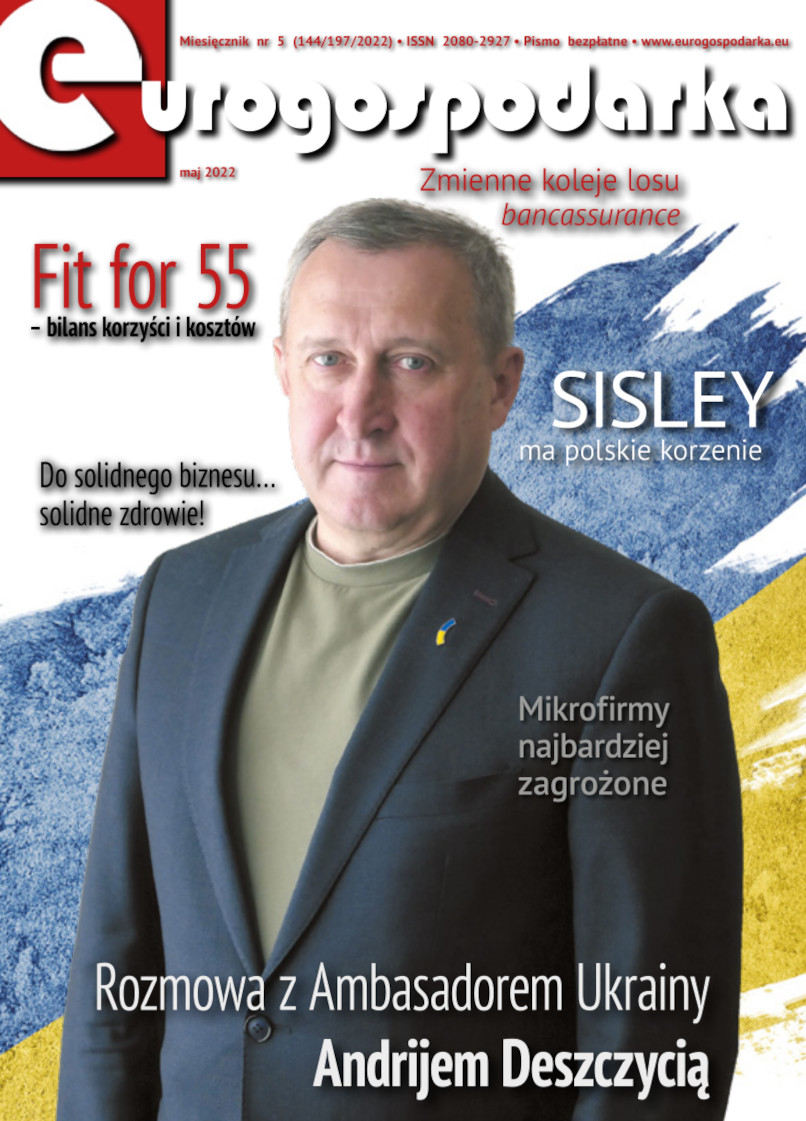 Miesięcznik nr 5 (144/197/2022) • ISSN 2080-2927 • Pismo bezpłatne • www.eurogospodarka.eu
eurogospodarka
maj 2022
Zmienne koleje losu
bancassurance
Fit for 55
– bilans korzyści i kosztów
SISLEY
ma polskie korzenie
Do solidnego biznesu...
solidne zdrowie!
Mikrofirmy
najbardziej
zagrożone
Rozmowa z Ambasadorem Ukrainy
Andrijem Deszczycią